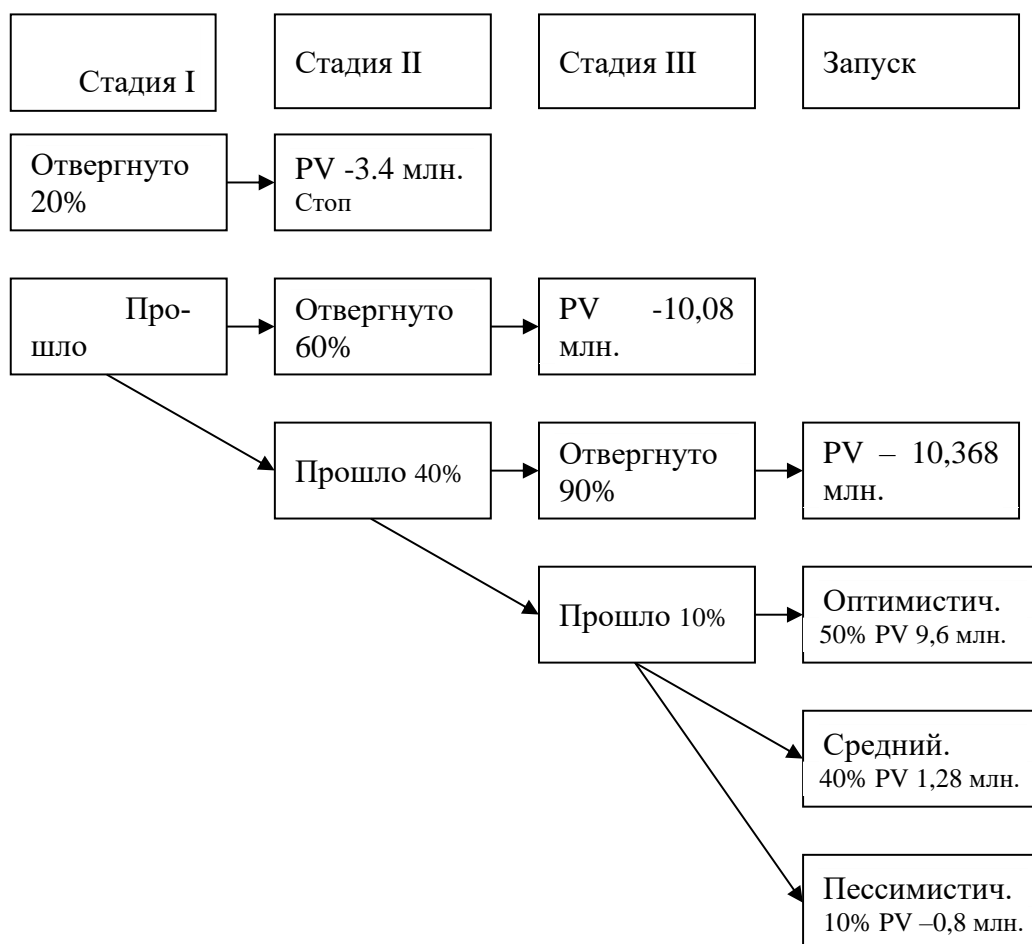 Стадия I
Стадия II
Стадия III
Запуск
Отвергнуто
20%
PV -3.4 млн.
Стоп
Про-
шло
Отвергнуто
60%
PV -10,08
млн.
Прошло 40%
Отвергнуто
90%
PV – 10,368
млн.
Прошло 10%
Оптимистич.
50% PV 9,6 млн.
Средний.
40% PV 1,28 млн.
Пессимистич.
10% PV –0,8 млн.